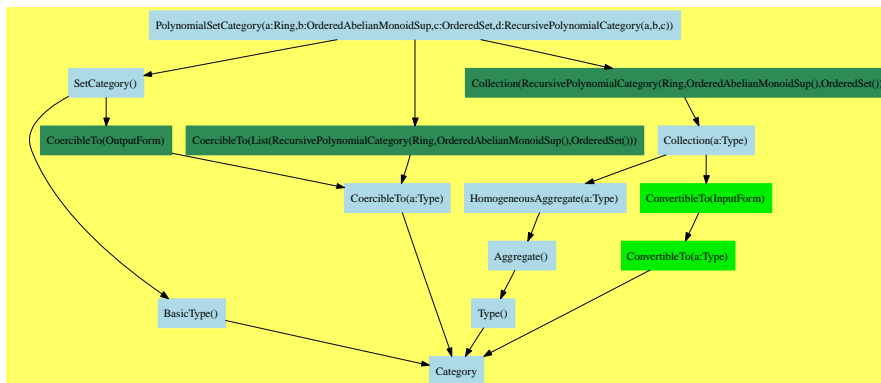 PolynomialSetCategory(a:Ring,b:OrderedAbelianMonoidSup,c:OrderedSet,d:RecursivePolynomialCategory(a,b,c))
SetCategory()
Collection(RecursivePolynomialCategory(Ring,OrderedAbelianMonoidSup(),OrderedSet()))
CoercibleTo(OutputForm)
CoercibleTo(List(RecursivePolynomialCategory(Ring,OrderedAbelianMonoidSup(),OrderedSet())))
Collection(a:Type)
CoercibleTo(a:Type)
HomogeneousAggregate(a:Type)
ConvertibleTo(InputForm)
Aggregate()
ConvertibleTo(a:Type)
BasicType()
Type()
Category